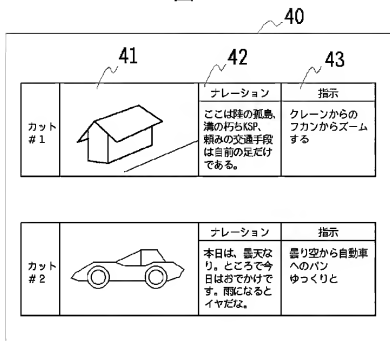 40
41 42 43
ナレーション 指示
カット
#1
ここは陸の孤島、
溝の朽ちKSP、
頼みの交通手段
は自前の足だけ
である。
クレーンからの
フカンからズーム
する
ナレーション 指示
カット
#2
本日は、曇天な
り。ところで今
日はおでかけで
す。雨になると
イヤだな。
曇り空から自動車
へのパン
ゆっくりと